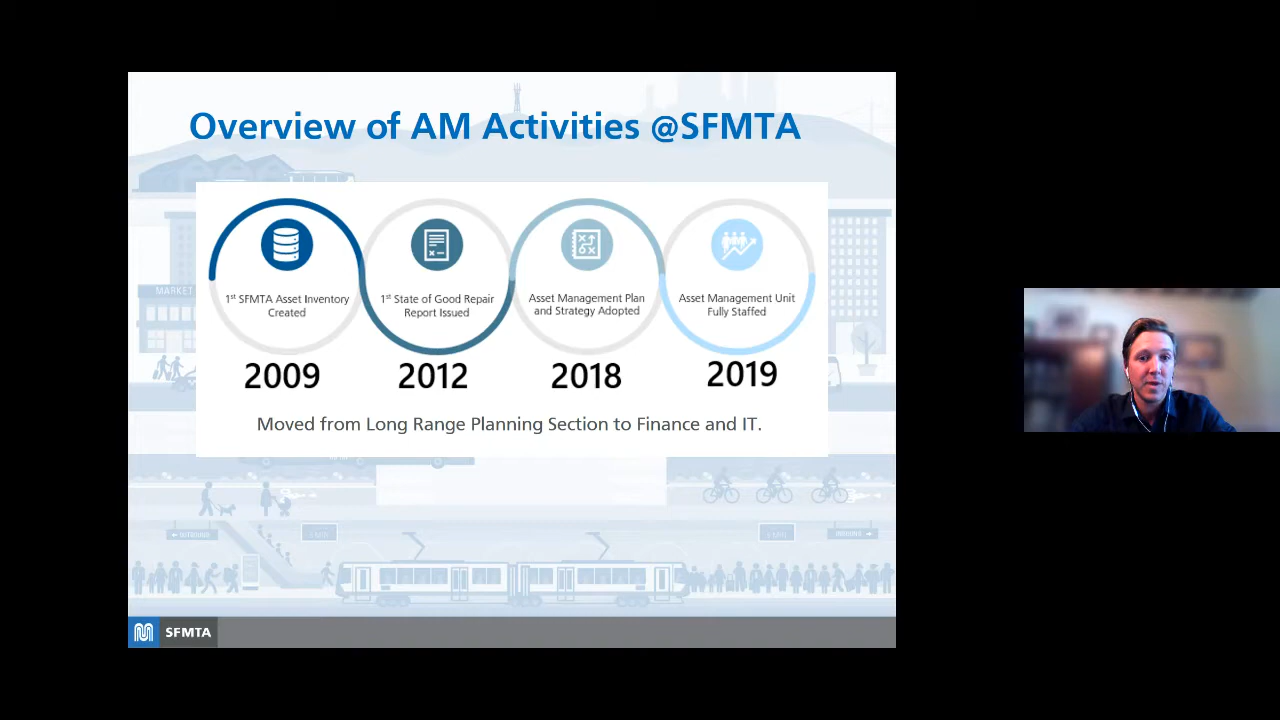 Overview of AM Activities @SFMTA
1st SFMTA Asset Inventory
Created
1st State of Good Repair
Report Issued
Asset Management Plan
and Strategy Adopted
Asset Management Unit
Fully Staffed
2009
2012
2018
2019
Moved from Long Range Planning Section to Finance and IT.
MARKET
SFMTA